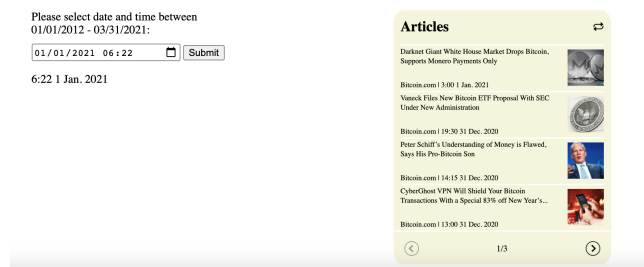 Please select date and time between
01/01/2012 - 03/31/2021:
01/01/2021 06:22
Submit
6:22 1 Jan. 2021
Articles
Darknet Giant White House Market Drops Bitcoin,
Supports Monero Payments Only
Bitcoin.com | 3:00 1 Jan. 2021
Vaneck Files New Bitcoin ETF Proposal With SEC
Under New Administration
Bitcoin.com | 19:30 31 Dec. 2020
Peter Schiff's Understanding of Money is Flawed,
Says His Pro-Bitcoin Son
Bitcoin.com | 14:15 31 Dec. 2020
CyberGhost VPN Will Shield Your Bitcoin
Transactions With a Special 83% off New Year's...
Bitcoin.com | 13:00 31 Dec. 2020
1/3